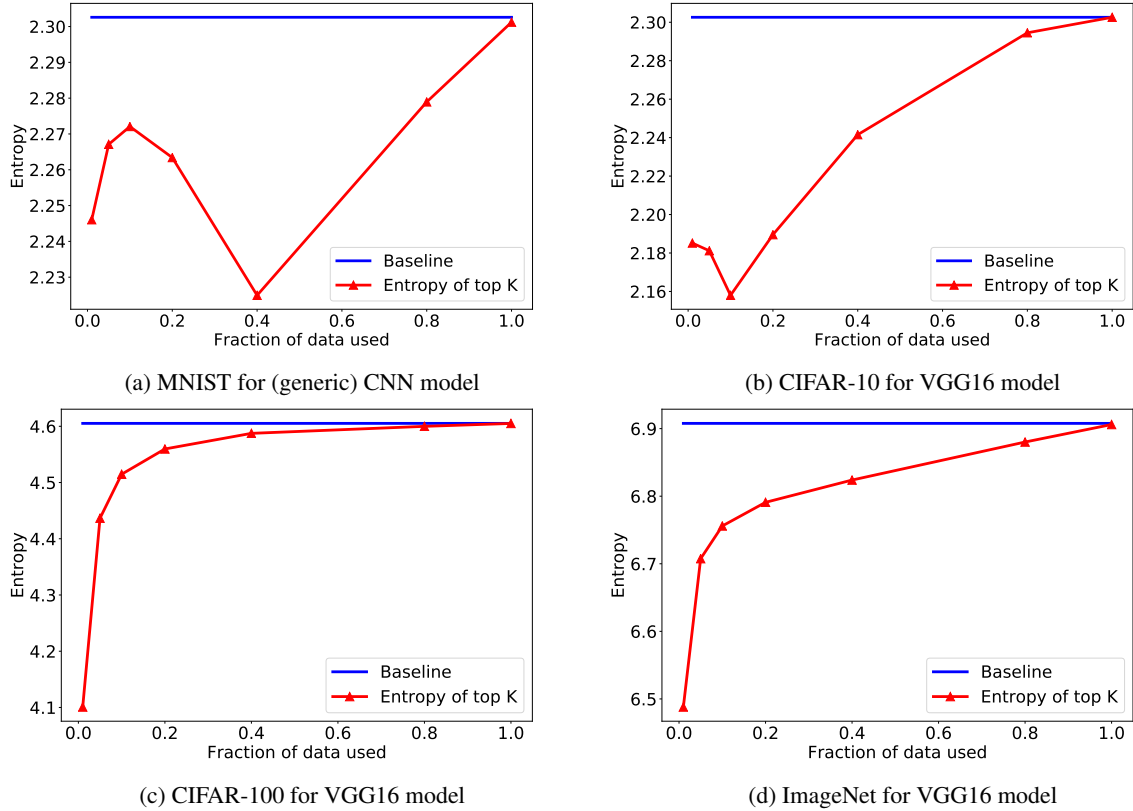 2.30
2.29
2.28
2.27
2.26
2.25
2.24
2.23
Entropy
Baseline
Entropy of top K
0.0 0.2 0.4 0.6 0.8 1.0
Fraction of data used
(a) MNIST for (generic) CNN model
2.30
2.28
2.26
2.24
2.22
2.20
2.18
2.16
Entropy
Baseline
Entropy of top K
0.0 0.2 0.4 0.6 0.8 1.0
Fraction of data used
(b) CIFAR-10 for VGG16 model
4.6
4.5
4.4
4.3
4.2
4.1
Entropy
Baseline
Entropy of top K
0.0 0.2 0.4 0.6 0.8 1.0
Fraction of data used
(c) CIFAR-100 for VGG16 model
6.9
6.8
6.7
6.6
6.5
Entropy
Baseline
Entropy of top K
0.0 0.2 0.4 0.6 0.8 1.0
Fraction of data used
(d) ImageNet for VGG16 model